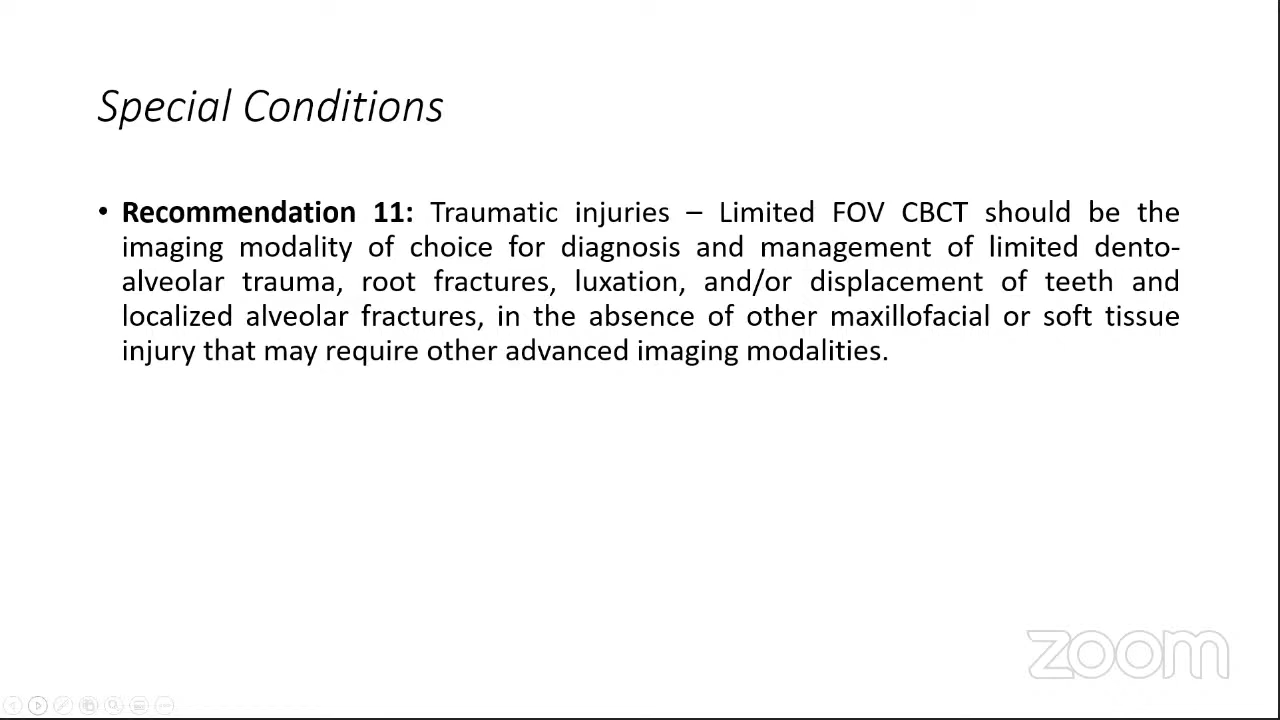 Special Conditions
• Recommendation 11: Traumatic injuries – Limited FOV CBCT should be the
imaging modality of choice for diagnosis and management of limited dento-
alveolar trauma, root fractures, luxation, and/or displacement of teeth and
localized alveolar fractures, in the absence of other maxillofacial or soft tissue
injury that may require other advanced imaging modalities.
zoom